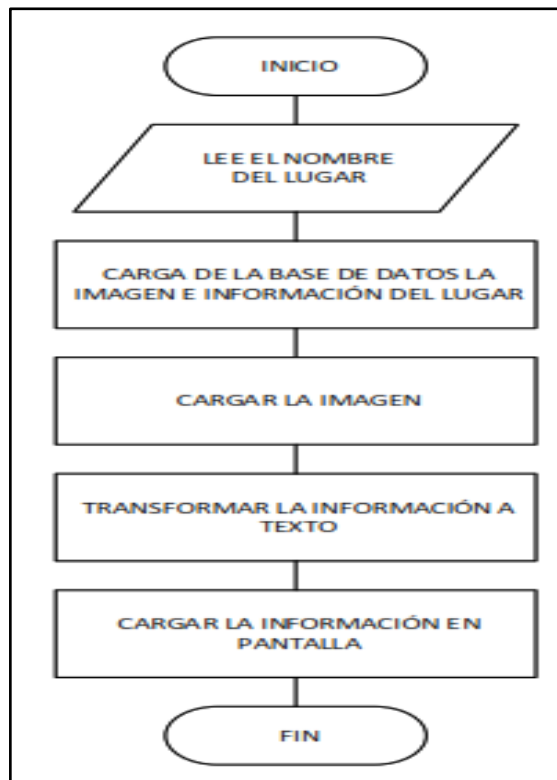 INICIO
LEE EL NOMBRE
DEL LUGAR
CARGA DE LA BASE DE DATOS LA
IMAGEN E INFORMACIÓN DEL LUGAR
CARGAR LA IMAGEN
TRANSFORMAR LA INFORMACIÓN A
TEXTO
CARGAR LA INFORMACIÓN EN
PANTALLA
FIN